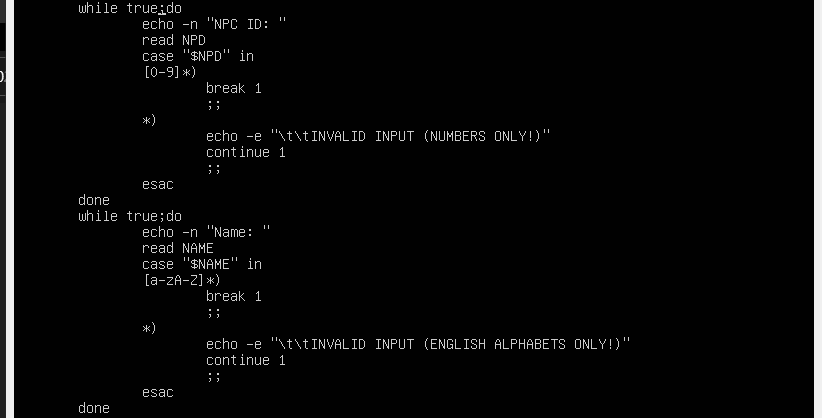 while true;do
echo -n "NPC ID: "
read NPD
case "$NPD" in
[0-9]*)
break 1
;;
*)
echo -e "\t\tINVALID INPUT (NUMBERS ONLY!)"
continue 1
;;
esac
done
while true;do
echo -n "Name: "
read NAME
case "$NAME" in
[a-zA-Z]*)
break 1
;;
*)
echo -e "\t\tINVALID INPUT (ENGLISH ALPHABETS ONLY!)"
continue 1
;;
esac
done